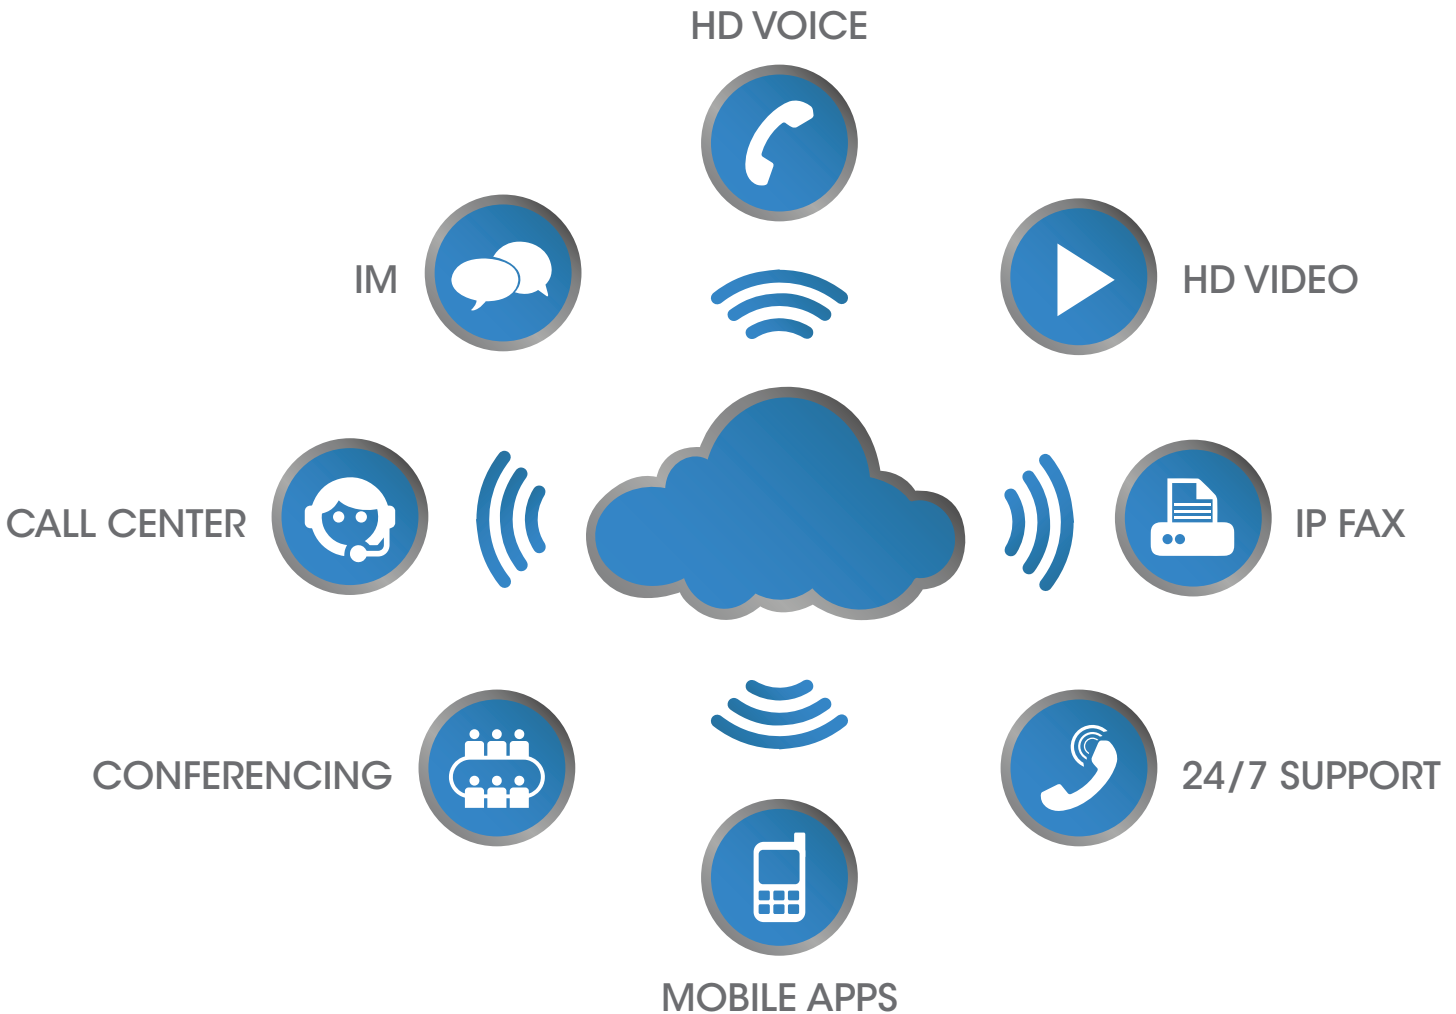 HD VOICE
IM
HD VIDEO
CALL CENTER
IP FAX
CONFERENCING
24/7 SUPPORT
MOBILE APPS